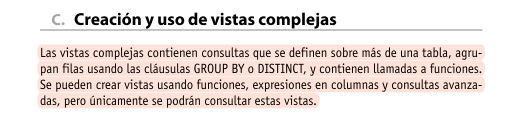 C. Creación y uso de vistas complejas
Las vistas complejas contienen consultas que se definen sobre más de una tabla, agru-
pan filas usando las cláusulas GROUP BY o DISTINCT, y contienen llamadas a funciones.
Se pueden crear vistas usando funciones, expresiones en columnas y consultas avanza-
das, pero únicamente se podrán consultar estas vistas.